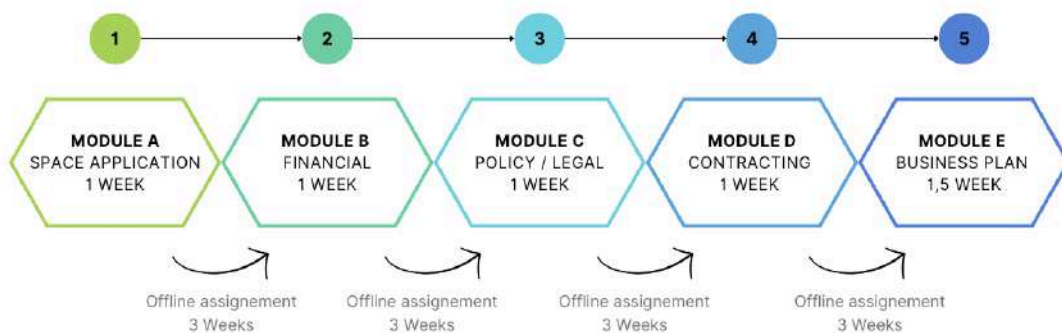 1
2
3
4
5
MODULE A
SPACE APPLICATION
1 WEEK
MODULE B
FINANCIAL
1 WEEK
MODULE C
POLICY / LEGAL
1 WEEK
MODULE D
CONTRACTING
1 WEEK
MODULE E
BUSINESS PLAN
1,5 WEEK
Offline assignement
3 Weeks
Offline assignement
3 Weeks
Offline assignement
3 Weeks
Offline assignement
3 Weeks